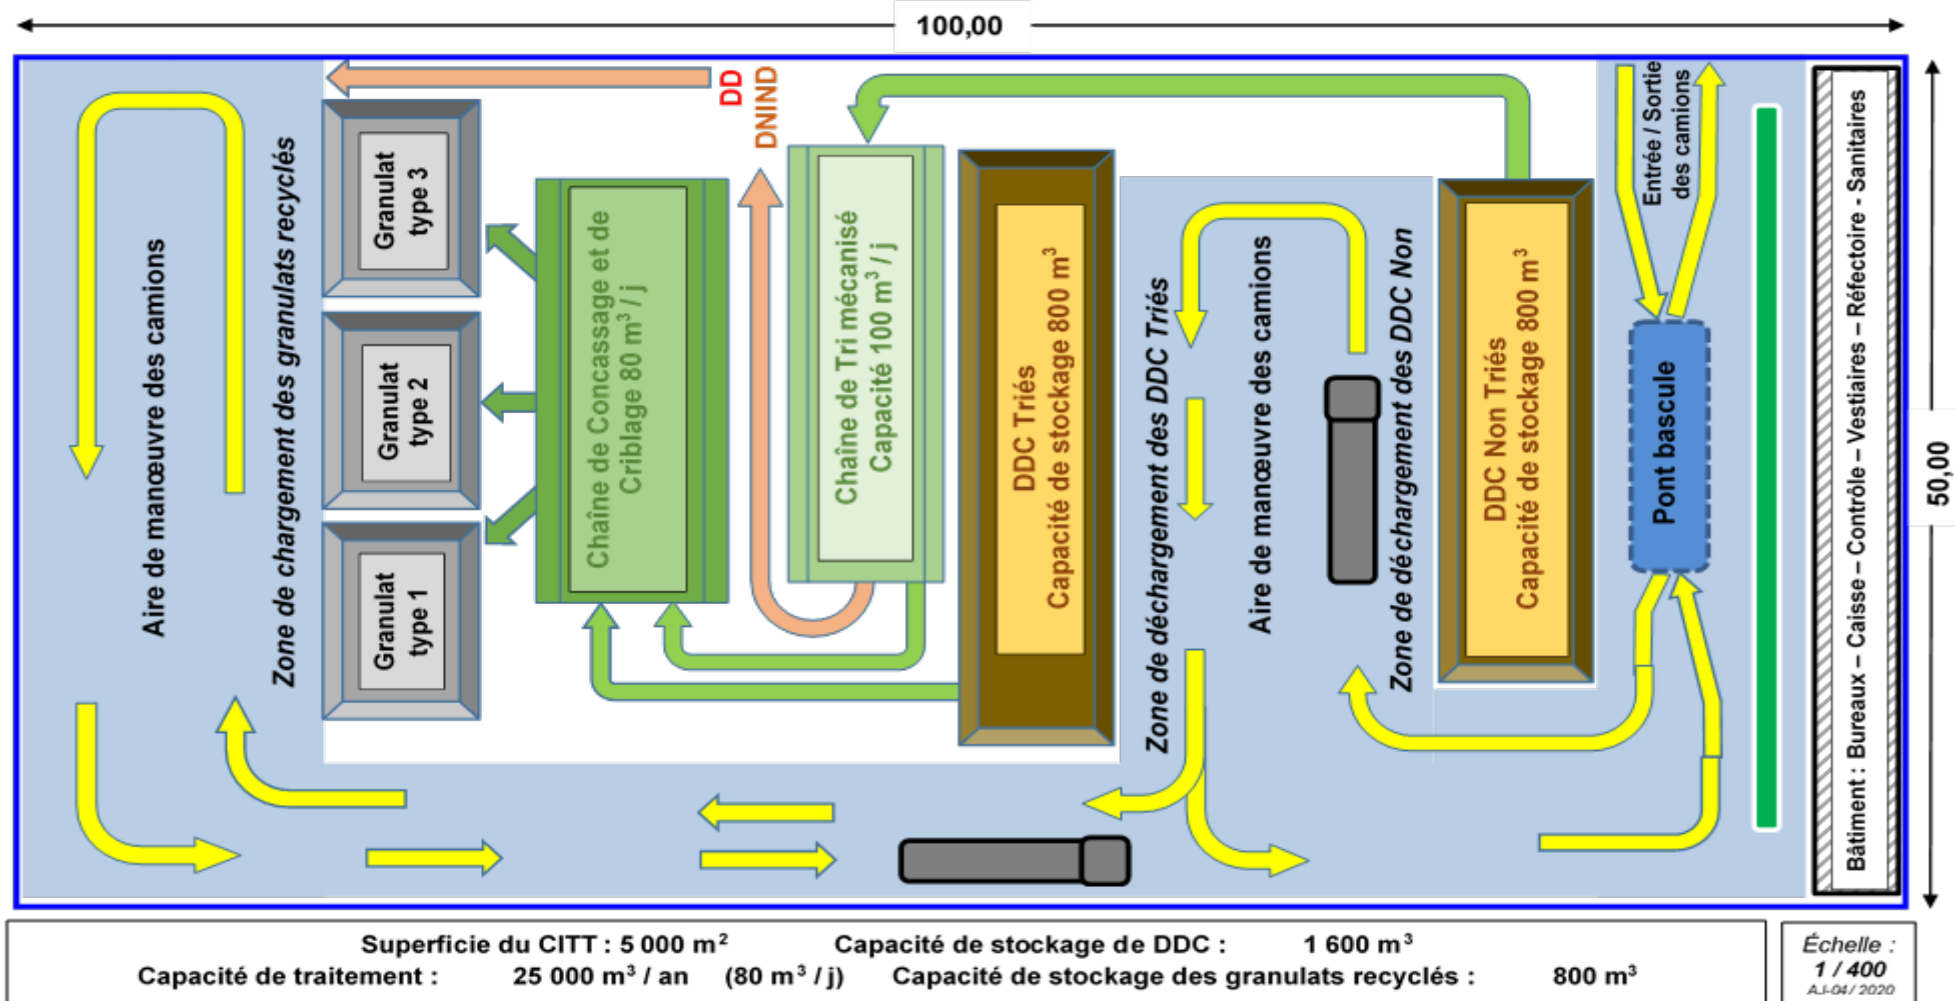 100,00
DD
DNIND
Entrée / Sortie
des camions
Aire de manœuvre des camions
Zone de chargement des granulats recyclés
Granulat
type 3
Granulat
type 2
Granulat
type 1
Chaîne de Concassage et de
Criblage 80 m³ / j
Chaîne de Tri mécanisé
Capacité 100 m³ / j
DDC Triés
Capacité de stockage 800 m³
Zone de déchargement des DDC Triés
Aire de manœuvre des camions
Zone de déchargement des DDC Non
DDC Non Triés
Capacité de stockage 800 m³
Pont bascule
Bâtiment : Bureaux – Caisse – Contrôle – Vestiaires – Réfectoire - Sanitaires
50,00
Superficie du CITT : 5 000 m² Capacité de stockage de DDC : 1 600 m³
Capacité de traitement : 25 000 m³ / an (80 m³ / j) Capacité de stockage des granulats recyclés : 800 m³
Échelle :
1 / 400
A.I-04 / 2020